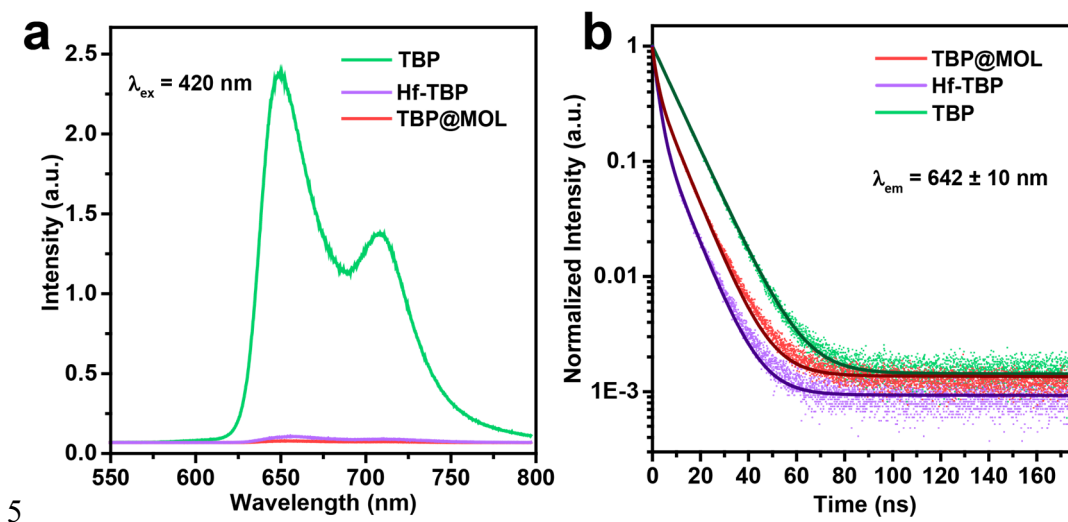 a
TBP
Hf-TBP
TBP@MOL
λex = 420 nm
Intensity (a.u.)
2.5
2.0
1.5
1.0
0.5
0.0
550 600 650 700 750 800
Wavelength (nm)
b
TBP@MOL
Hf-TBP
TBP
λem = 642 ± 10 nm
Normalized Intensity (a.u.)
1
0.1
0.01
1E-3
0 20 40 60 80 100 120 140 160
Time (ns)
5